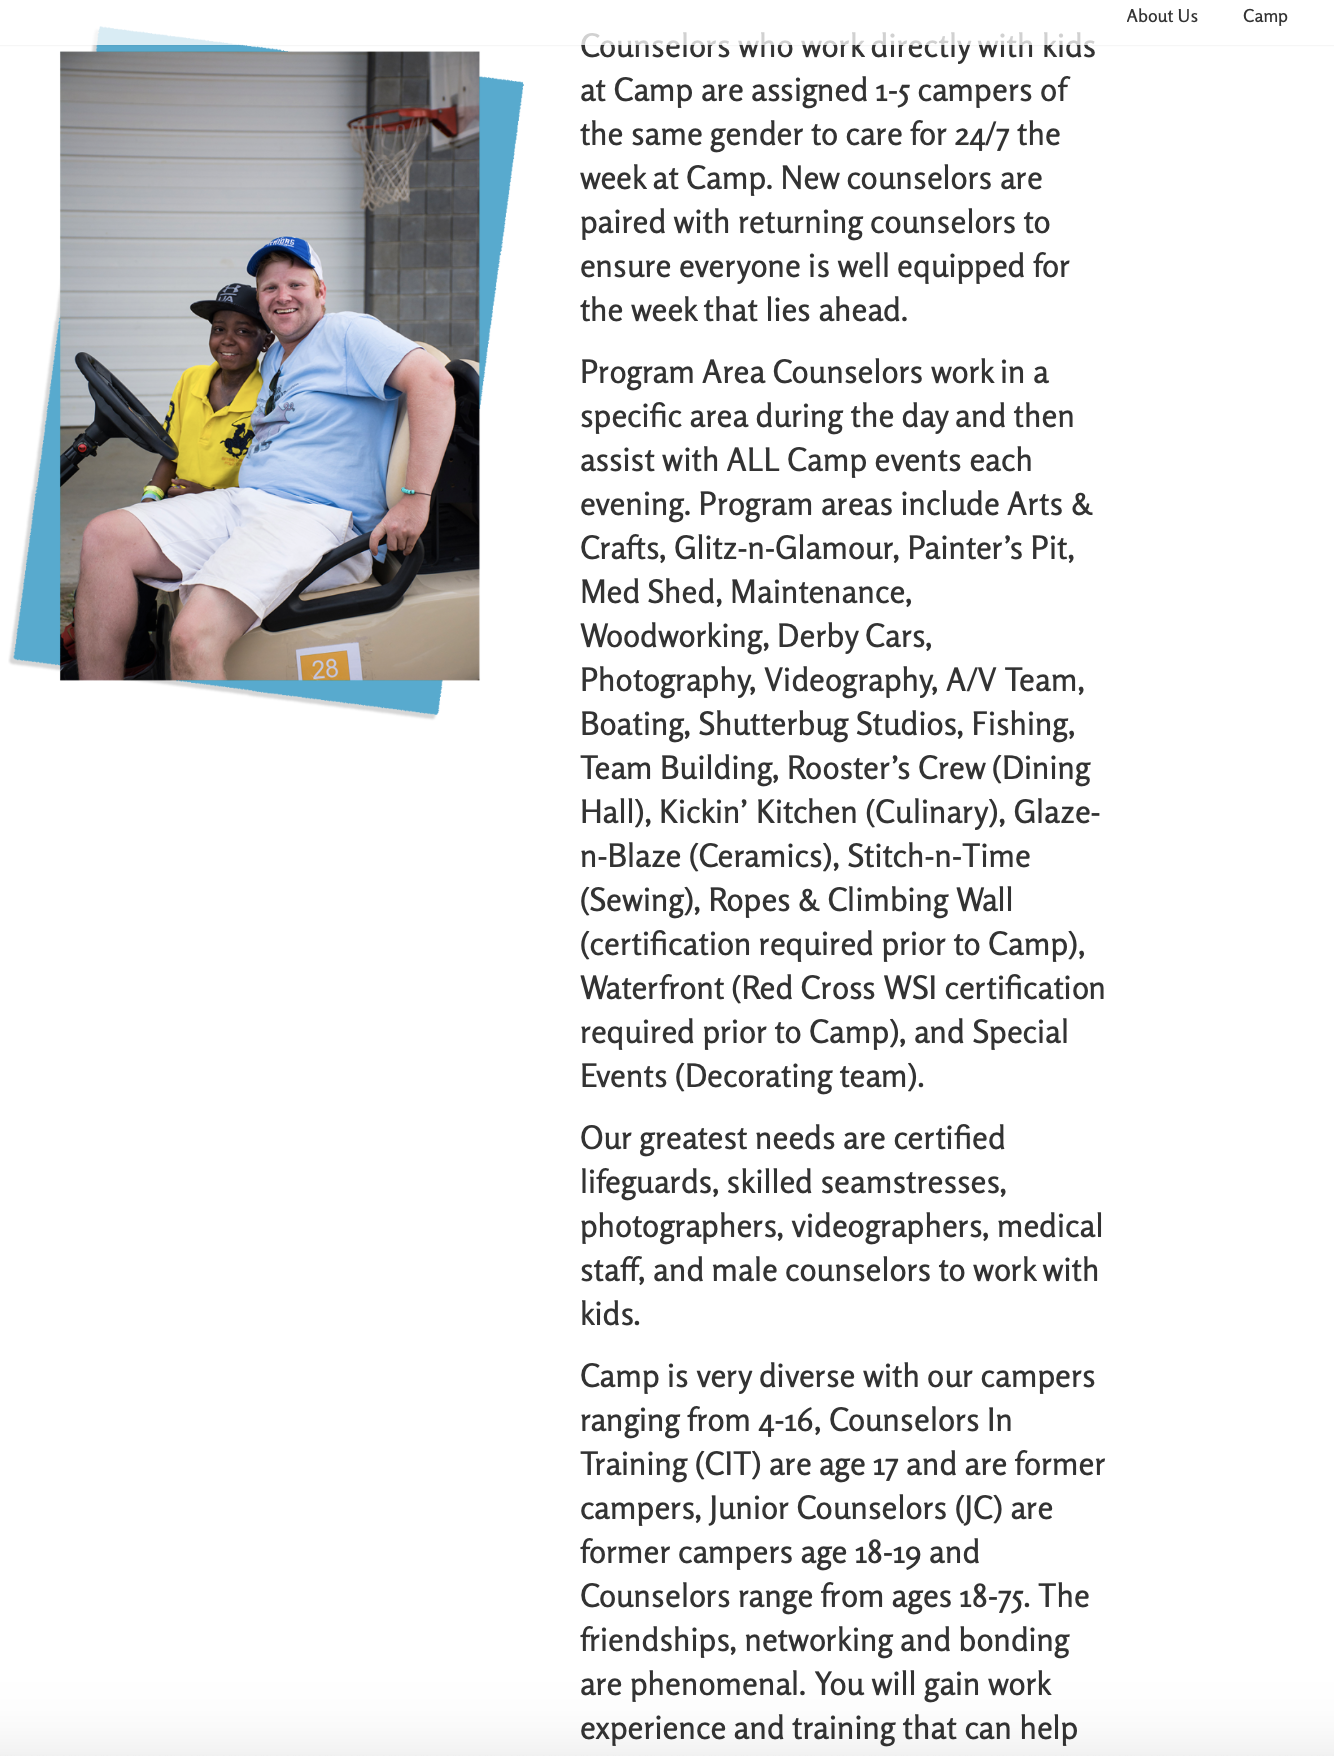 About Us Camp
Counselors who work directly with kids
at Camp are assigned 1-5 campers of
the same gender to care for 24/7 the
week at Camp. New counselors are
paired with returning counselors to
ensure everyone is well equipped for
the week that lies ahead.
Program Area Counselors work in a
specific area during the day and then
assist with ALL Camp events each
evening. Program areas include Arts &
Crafts, Glitz-n-Glamour, Painter’s Pit,
Med Shed, Maintenance,
Woodworking, Derby Cars,
Photography, Videography, A/V Team,
Boating, Shutterbug Studios, Fishing,
Team Building, Rooster’s Crew (Dining
Hall), Kickin’ Kitchen (Culinary), Glaze-
n-Blaze (Ceramics), Stitch-n-Time
(Sewing), Ropes & Climbing Wall
(certification required prior to Camp),
Waterfront (Red Cross WSI certification
required prior to Camp), and Special
Events (Decorating team).
Our greatest needs are certified
lifeguards, skilled seamstresses,
photographers, videographers, medical
staff, and male counselors to work with
kids.
Camp is very diverse with our campers
ranging from 4-16, Counselors In
Training (CIT) are age 17 and are former
campers, Junior Counselors (JC) are
former campers age 18-19 and
Counselors range from ages 18-75. The
friendships, networking and bonding
are phenomenal. You will gain work
experience and training that can help
UA
3
28